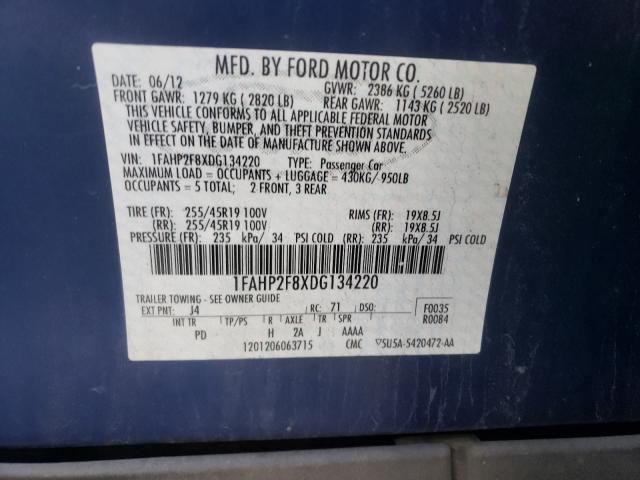 MFD. BY FORD MOTOR CO.
DATE: 06/12 GVWR: 2386 KG ( 5260 LB)
FRONT GAWR: 1279 KG ( 2820 LB) REAR GAWR: 1143 KG ( 2520 LB)
THIS VEHICLE CONFORMS TO ALL APPLICABLE FEDERAL MOTOR
VEHICLE SAFETY, BUMPER, AND THEFT PREVENTION STANDARDS
IN EFFECT ON THE DATE OF MANUFACTURE SHOWN ABOVE.
VIN: 1FAHP2F8XDG134220 TYPE: Passenger Car
MAXIMUM LOAD = OCCUPANTS + LUGGAGE = 430KG/ 950LB
OCCUPANTS = 5 TOTAL; 2 FRONT, 3 REAR
TIRE (FR): 255/45R19 100V RIMS (FR): 19X8.5J
(RR): 255/45R19 100V (RR): 19X8.5J
PRESSURE (FR): 235 kPa/ 34 PSI COLD (RR): 235 kPa/ 34 PSI COLD
1FAHP2F8XDG134220
TRAILER TOWING - SEE OWNER GUIDE
EXT PNT: J4 RC: 71 DSO: F0035
INT TR TP/PS R AXLE TR SPR R0084
PD H 2A J AAAA
1201206063715 CMC ▽5U5A-5420472-AA